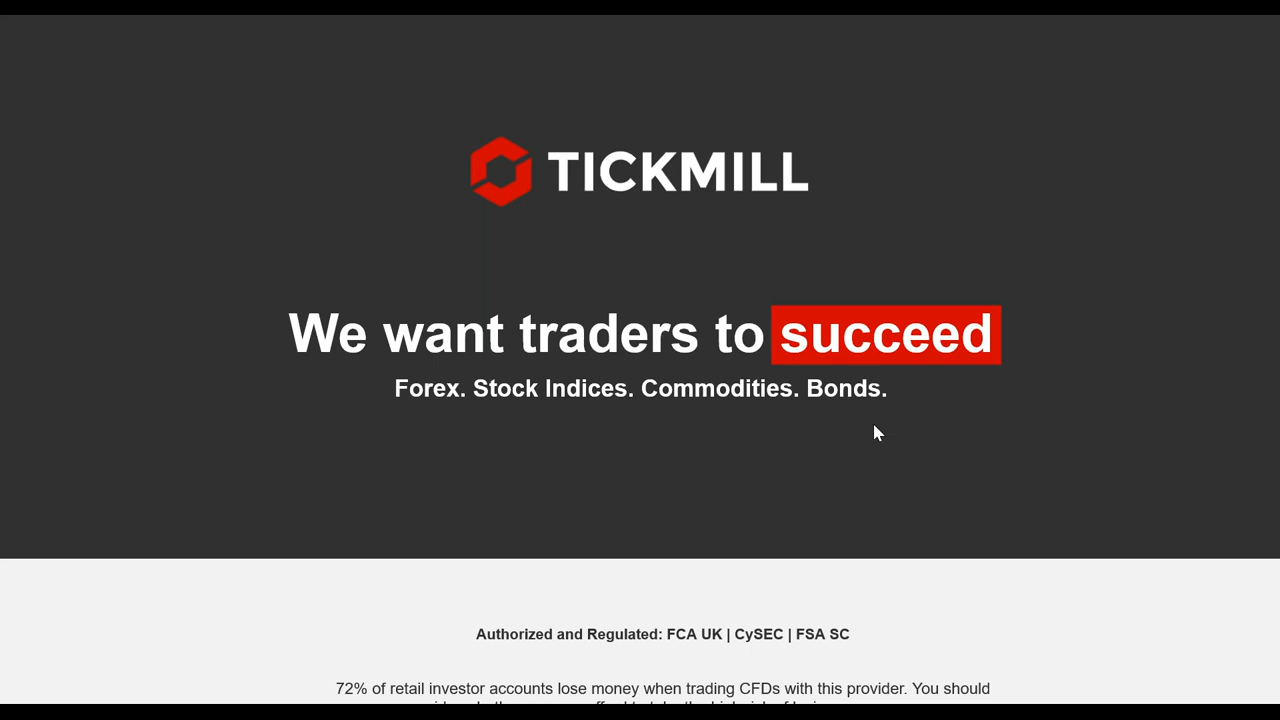 TICKMILL
We want traders to succeed
Forex. Stock Indices. Commodities. Bonds.
Authorized and Regulated: FCA UK | CySEC | FSA SC
72% of retail investor accounts lose money when trading CFDs with this provider. You should